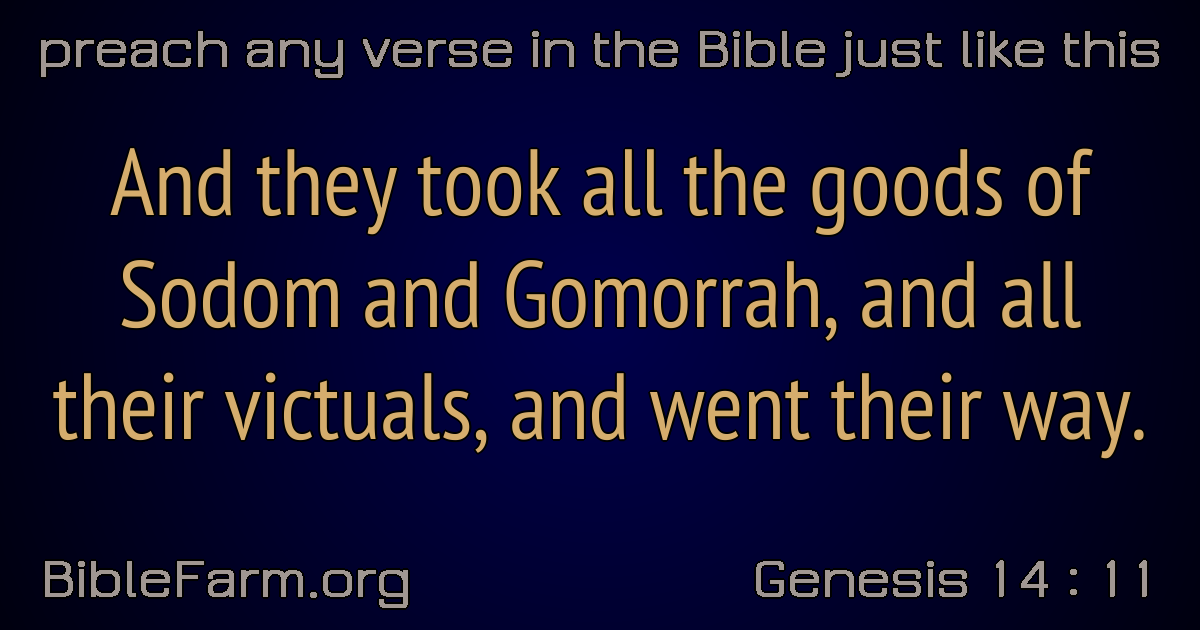 preach any verse in the Bible just like this
And they took all the goods of
Sodom and Gomorrah, and all
their victuals, and went their way.
BibleFarm.org
Genesis 14 : 11